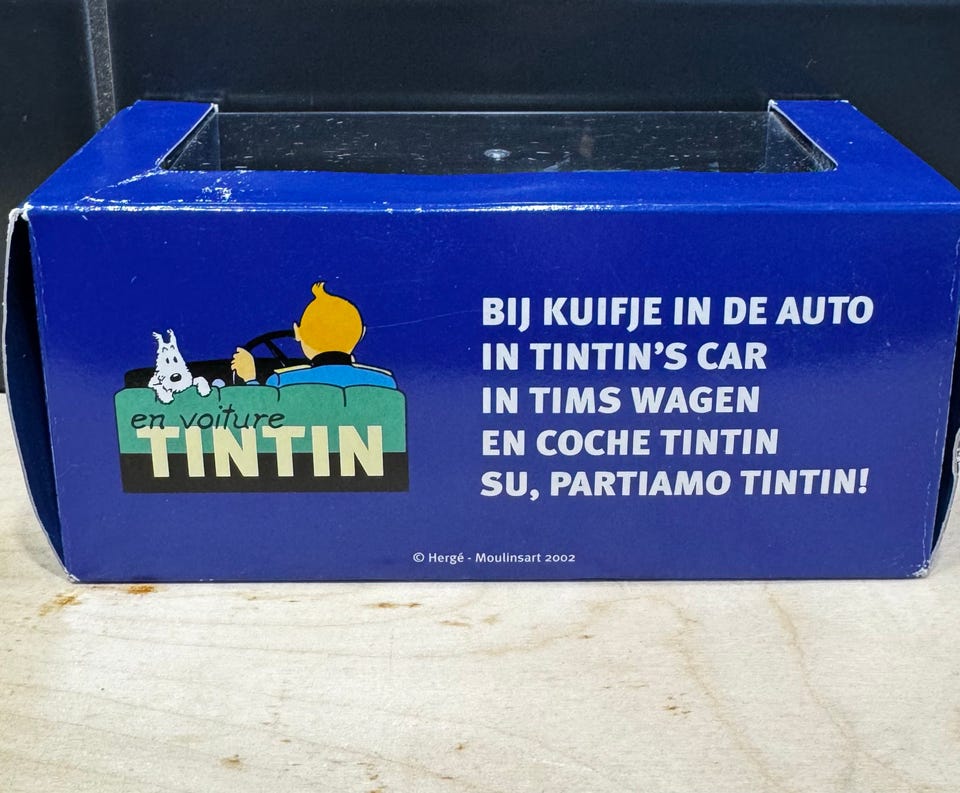 en voiture
TINTIN
BIJ KUIFJE IN DE AUTO
IN TINTIN'S CAR
IN TIMS WAGEN
EN COCHE TINTIN
SU, PARTIAMO TINTIN!
© Hergé - Moulinsart 2002